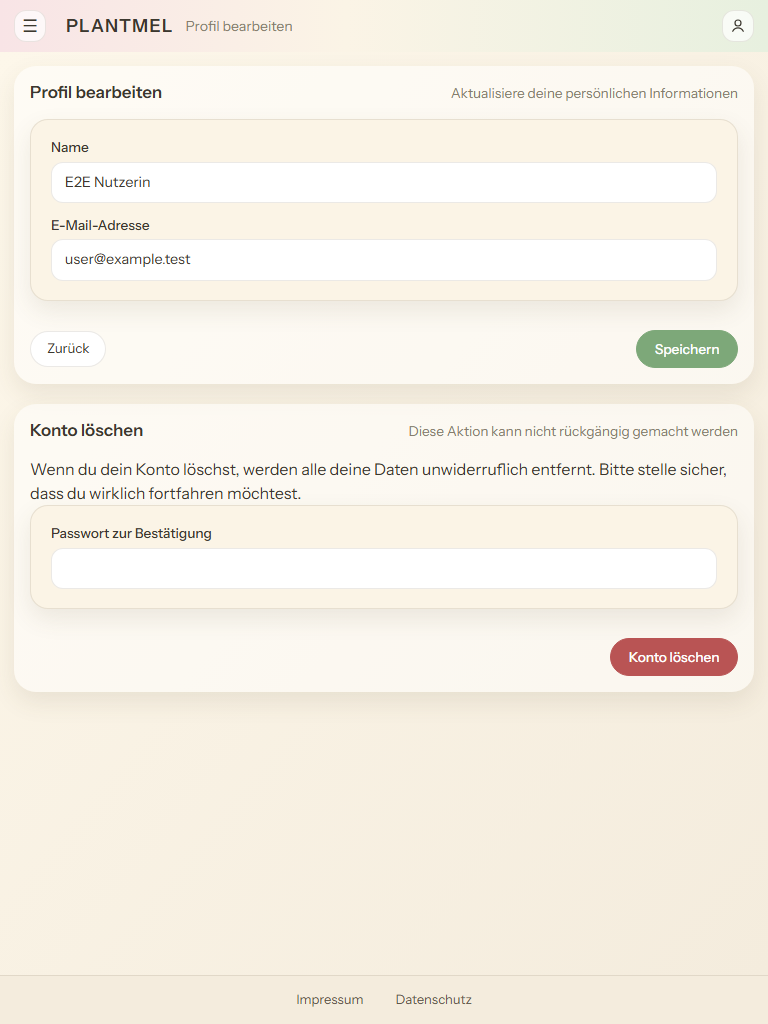 PLANTMEL Profil bearbeiten
Profil bearbeiten Aktualisiere deine persönlichen Informationen
Name
E2E Nutzerin
E-Mail-Adresse
user@example.test
Zurück Speichern
Konto löschen Diese Aktion kann nicht rückgängig gemacht werden
Wenn du dein Konto löschst, werden alle deine Daten unwiderruflich entfernt. Bitte stelle sicher,
dass du wirklich fortfahren möchtest.
Passwort zur Bestätigung
Konto löschen
Impressum Datenschutz